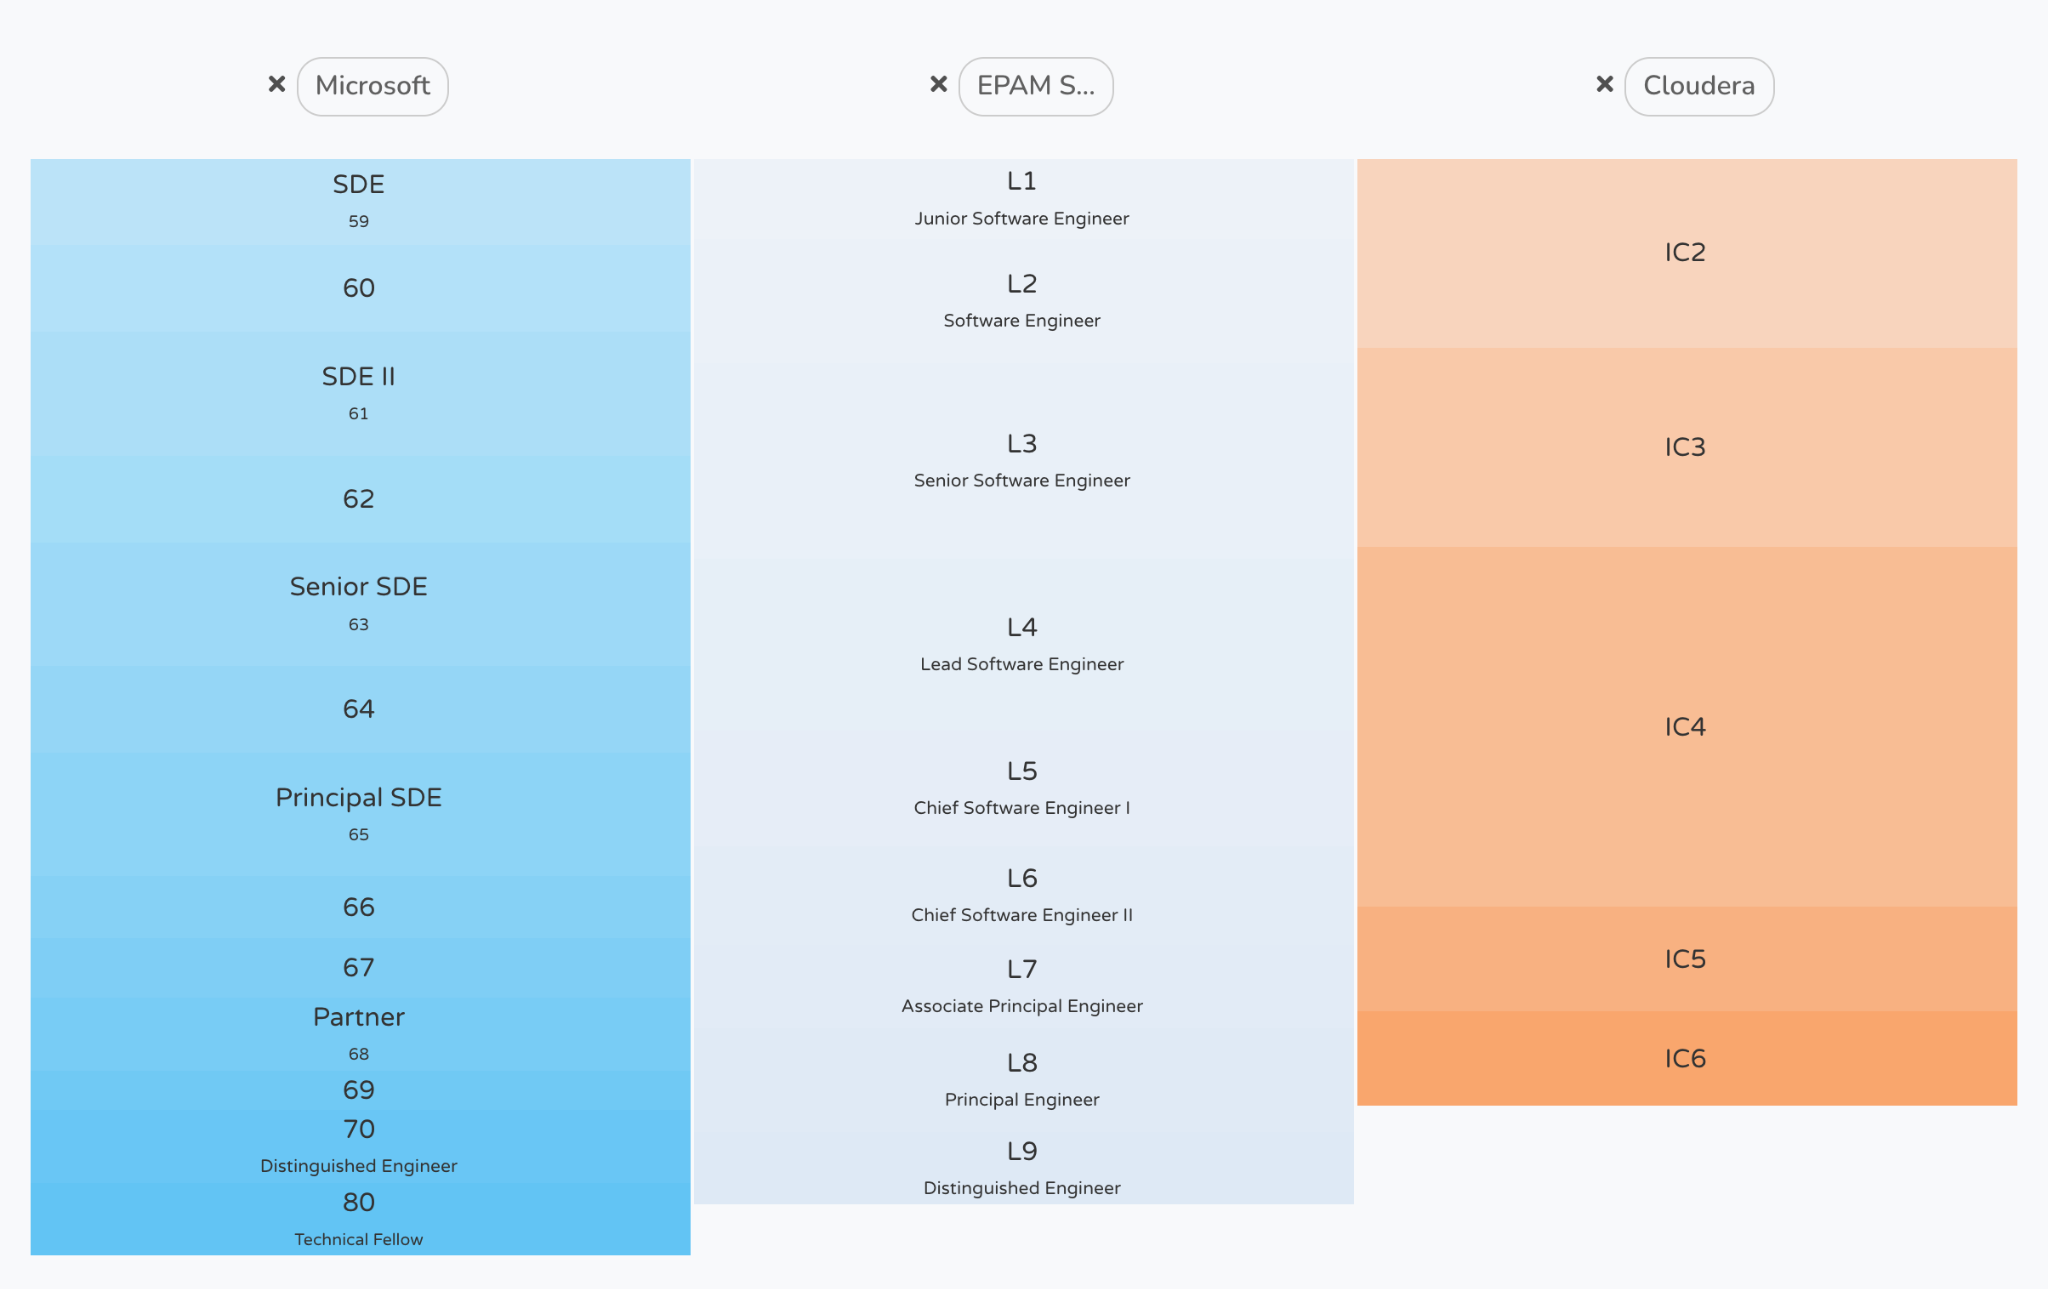 Microsoft
EPAM S...
Cloudera
SDE
59
60
SDE II
61
62
Senior SDE
63
64
Principal SDE
65
66
67
Partner
68
69
70
Distinguished Engineer
80
Technical Fellow
L1
Junior Software Engineer
L2
Software Engineer
L3
Senior Software Engineer
L4
Lead Software Engineer
L5
Chief Software Engineer I
L6
Chief Software Engineer II
L7
Associate Principal Engineer
L8
Principal Engineer
L9
Distinguished Engineer
IC2
IC3
IC4
IC5
IC6